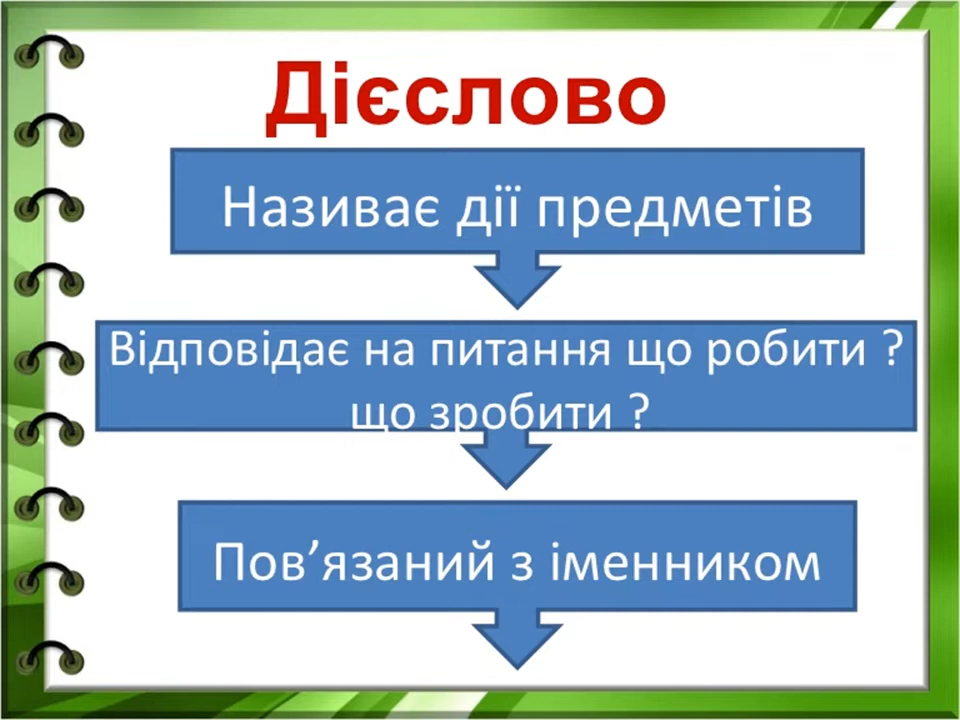 Дієслово
Називає дії предметів
Відповідає на питання що робити ?
що зробити ?
Пов’язаний з іменником